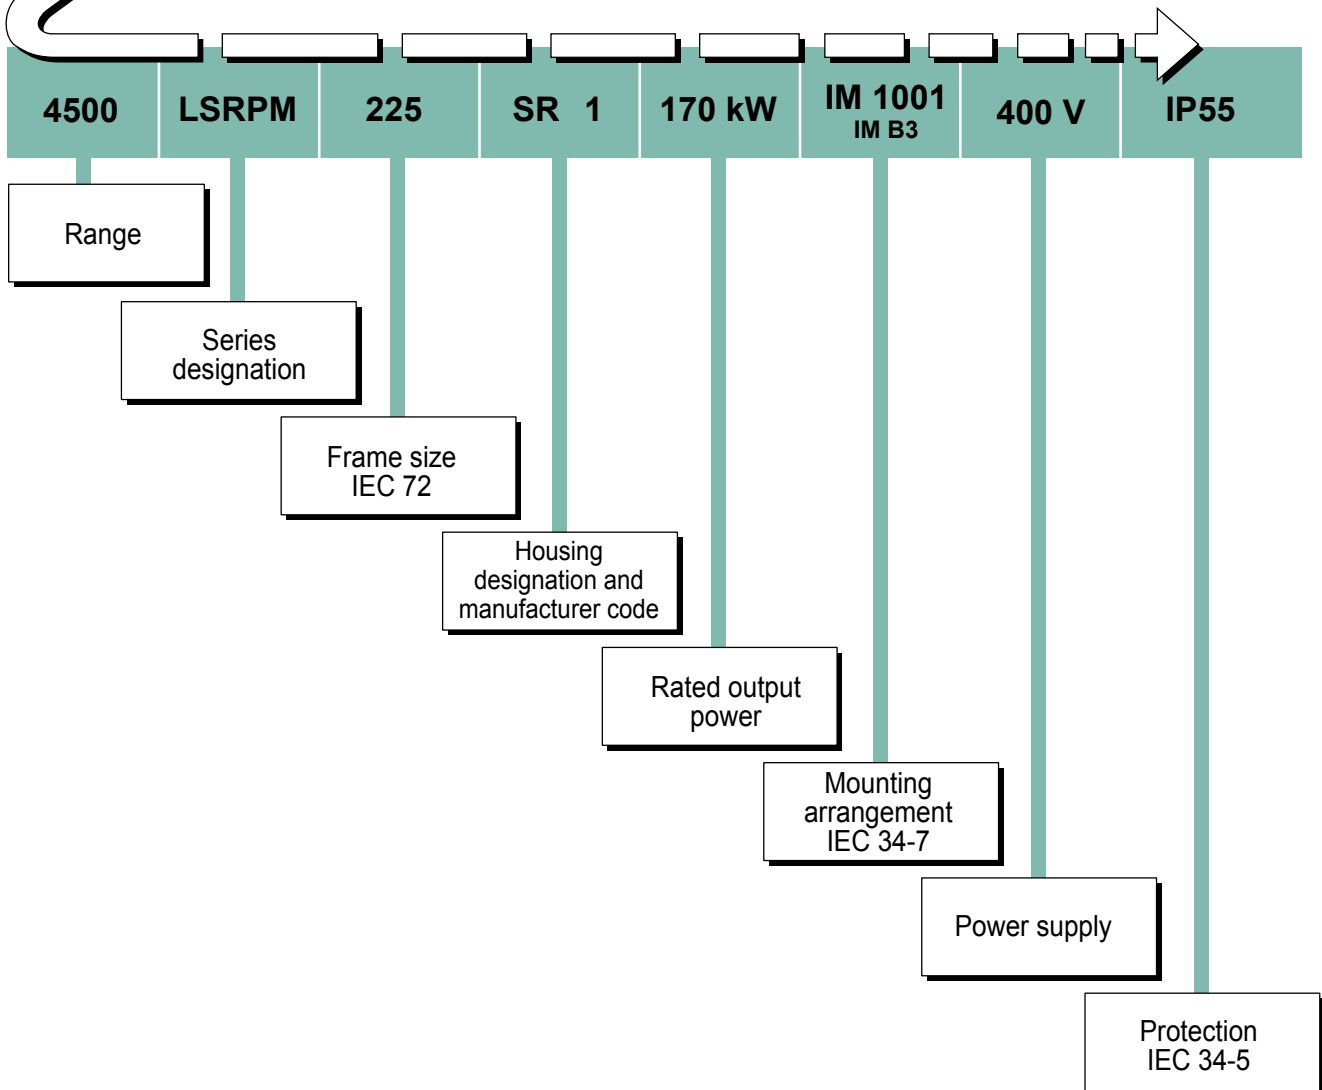 4500 LSRPM 225 SR 1 170 kW IM 1001 400 V IP55
IM B3
Range
Series
designation
Frame size
IEC 72
Housing
designation and
manufacturer code
Rated output
power
Mounting
arrangement
IEC 34-7
Power supply
Protection
IEC 34-5